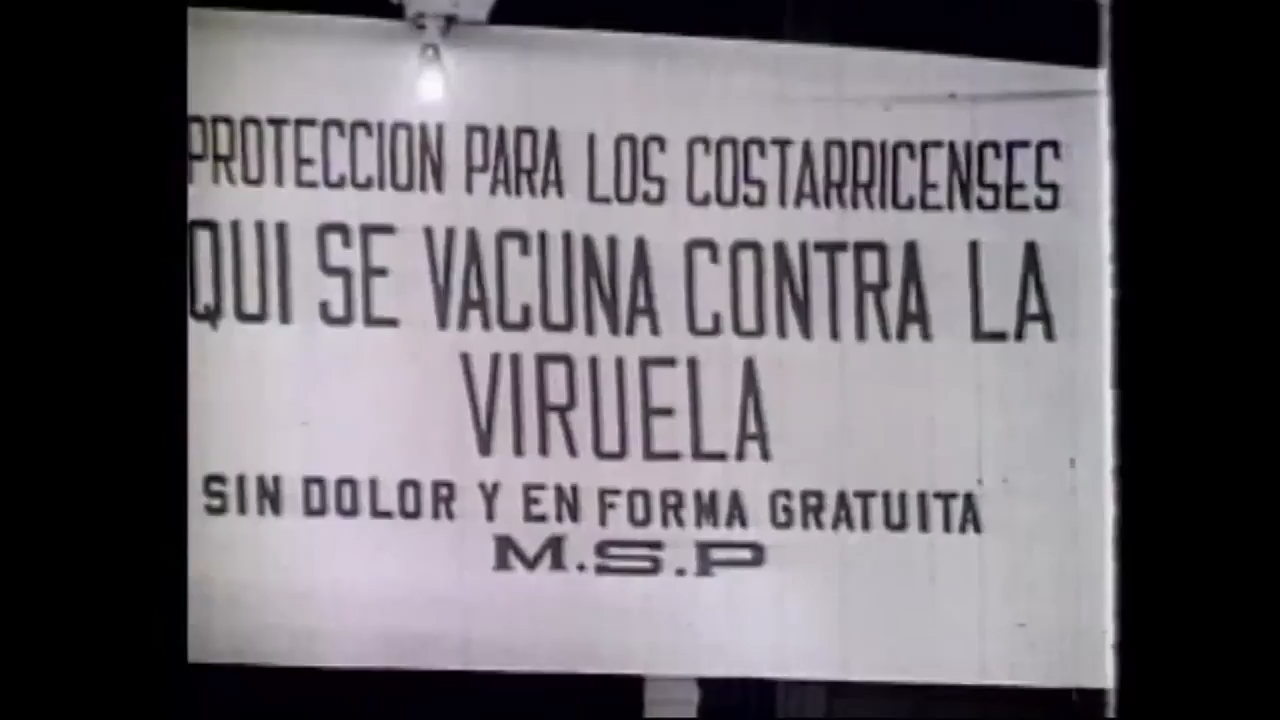 PROTECCION PARA LOS COSTARRICENSES
QUI SE VACUNA CONTRA LA
VIRUELA
SIN DOLOR Y EN FORMA GRATUITA
M.S.P